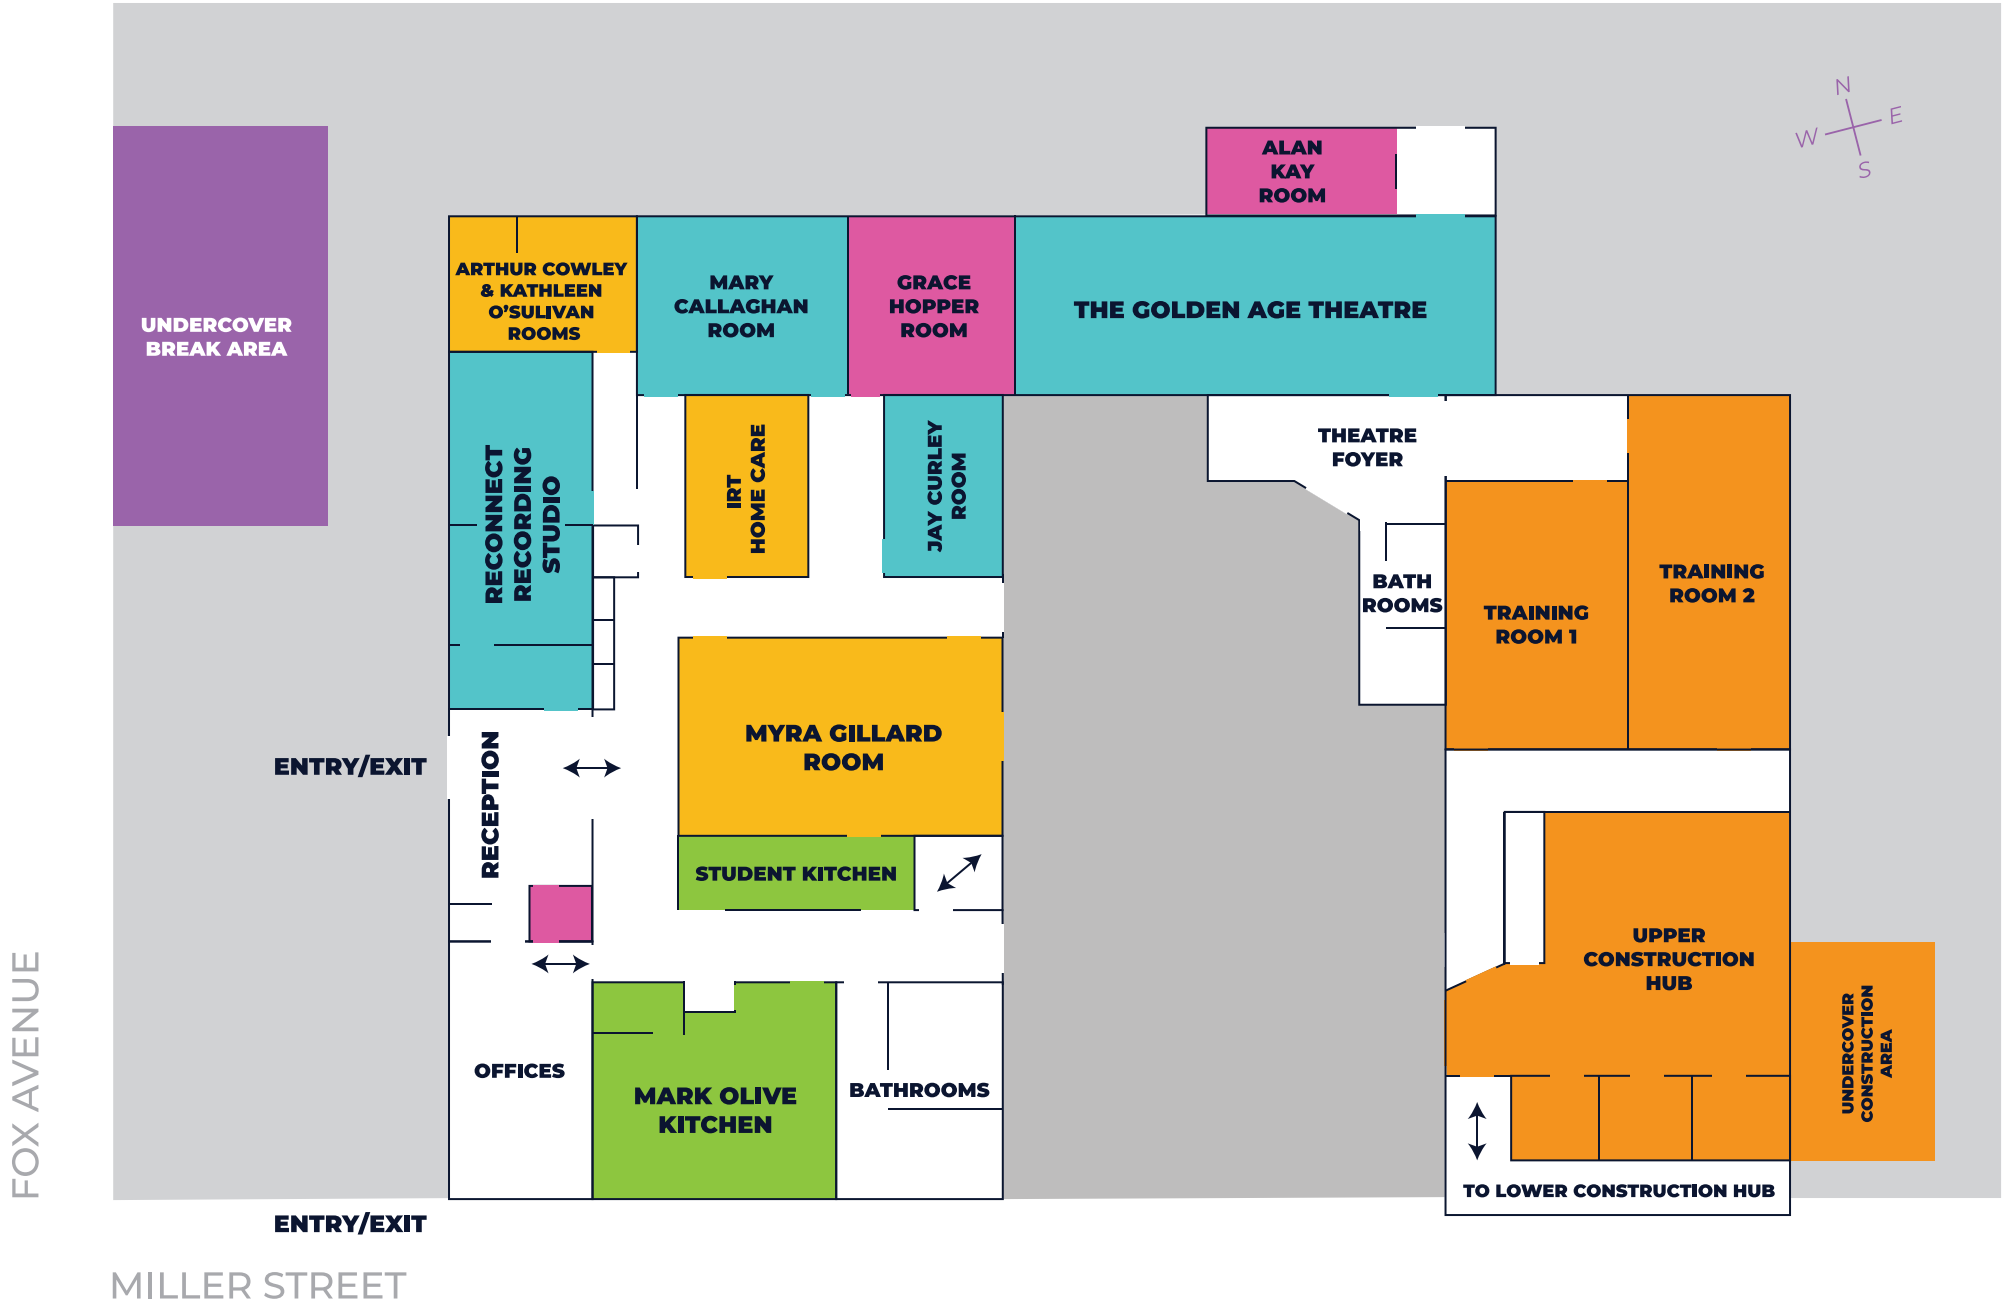 N
W E
S
ALAN
KAY
ROOM
UNDERCOVER
BREAK AREA
ARTHUR COWLEY
& KATHLEEN
O'SULIVAN
ROOMS
MARY
CALLAGHAN
ROOM
GRACE
HOPPER
ROOM
THE GOLDEN AGE THEATRE
RECONNECT
RECORDING
STUDIO
IRT
HOME CARE
JAY CURLEY
ROOM
THEATRE
FOYER
BATH
ROOMS
TRAINING
ROOM 1
TRAINING
ROOM 2
MYRA GILLARD
ROOM
ENTRY/EXIT
RECEPTION
STUDENT KITCHEN
UPPER
CONSTRUCTION
HUB
UNDERCOVER
CONSTRUCTION
AREA
OFFICES
MARK OLIVE
KITCHEN
BATHROOMS
TO LOWER CONSTRUCTION HUB
ENTRY/EXIT
FOX AVENUE
MILLER STREET